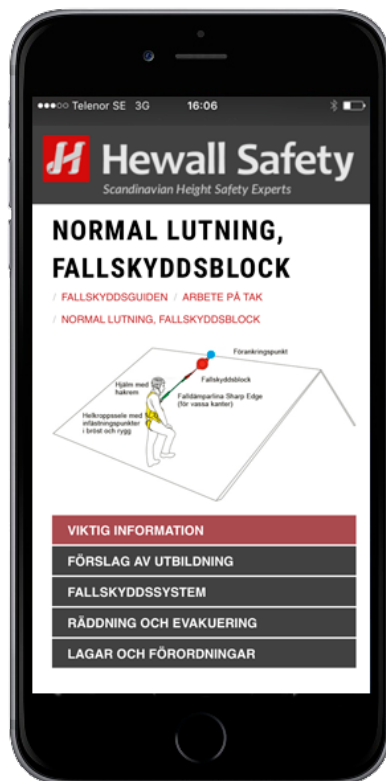 ●●●○○ Telenor SE 3G 16:06
H Hewall Safety
Scandinavian Height Safety Experts
NORMAL LUTNING,
FALLSKYDDSBLOCK
/ FALLSKYDDSGUIDEN / ARBETE PÅ TAK
/ NORMAL LUTNING, FALLSKYDDSBLOCK
Förankringspunkt
Fallskyddsblock
Hjälm med
hakrem
Falldämparlina Sharp Edge
(för vassa kanter)
Helkroppssele med
infästningspunkter
i bröst och rygg
VIKTIG INFORMATION
FÖRSLAG AV UTBILDNING
FALLSKYDDSSYSTEM
RÄDDNING OCH EVAKUERING
LAGAR OCH FÖRORDNINGAR